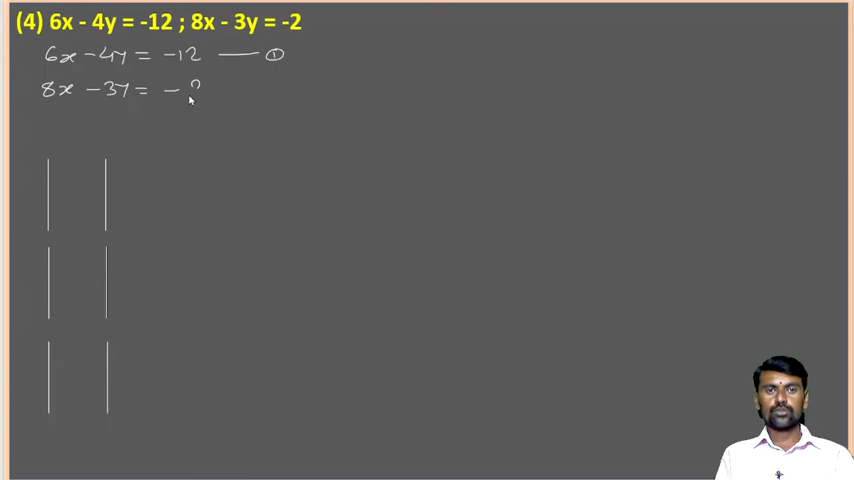 (4) 6x - 4y = -12 ; 8x - 3y = -2
6x - 4y = -12 —— ①
8x - 3y = -